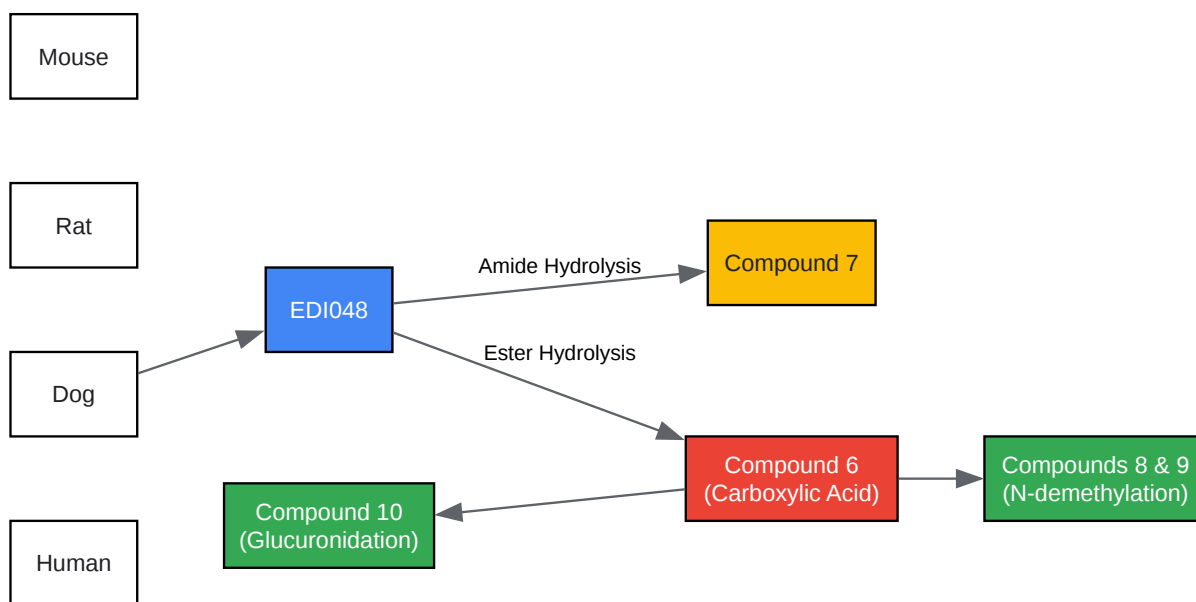 Mouse
Rat
Amide Hydrolysis
Compound 7
EDI048
Ester Hydrolysis
Dog
Compound 6
(Carboxylic Acid)
Compounds 8 & 9
(N-demethylation)
Compound 10
(Glucuronidation)
Human